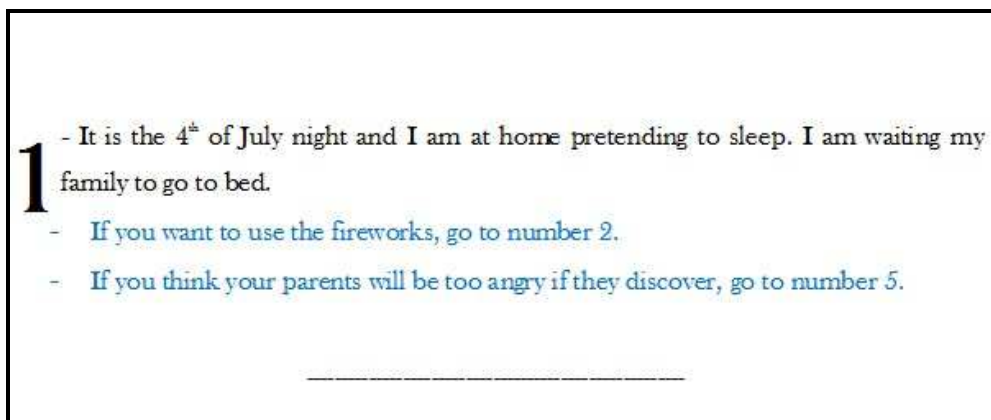 1 - It is the 4th of July night and I am at home pretending to sleep. I am waiting my
family to go to bed.
- If you want to use the fireworks, go to number 2.
- If you think your parents will be too angry if they discover, go to number 5.